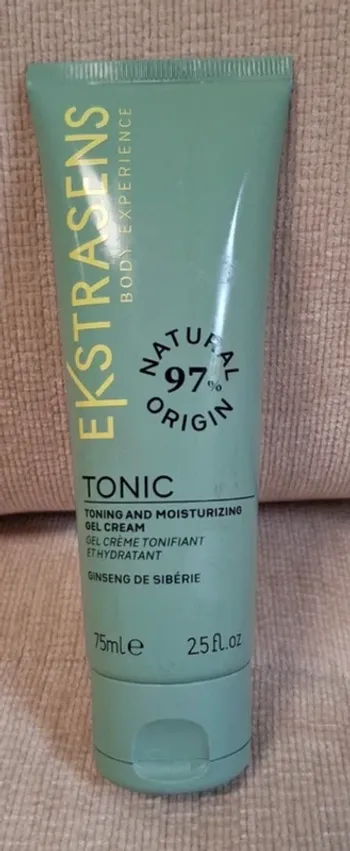 EKSTRASENS
BODY EXPERIENCE
NATURAL
97%
ORIGIN
TONIC
TONING AND MOISTURIZING
GEL CREAM
GEL CRÈME TONIFIANT
ET HYDRATANT
GINSENG DE SIBÉRIE
75ml e 2.5 fl.oz